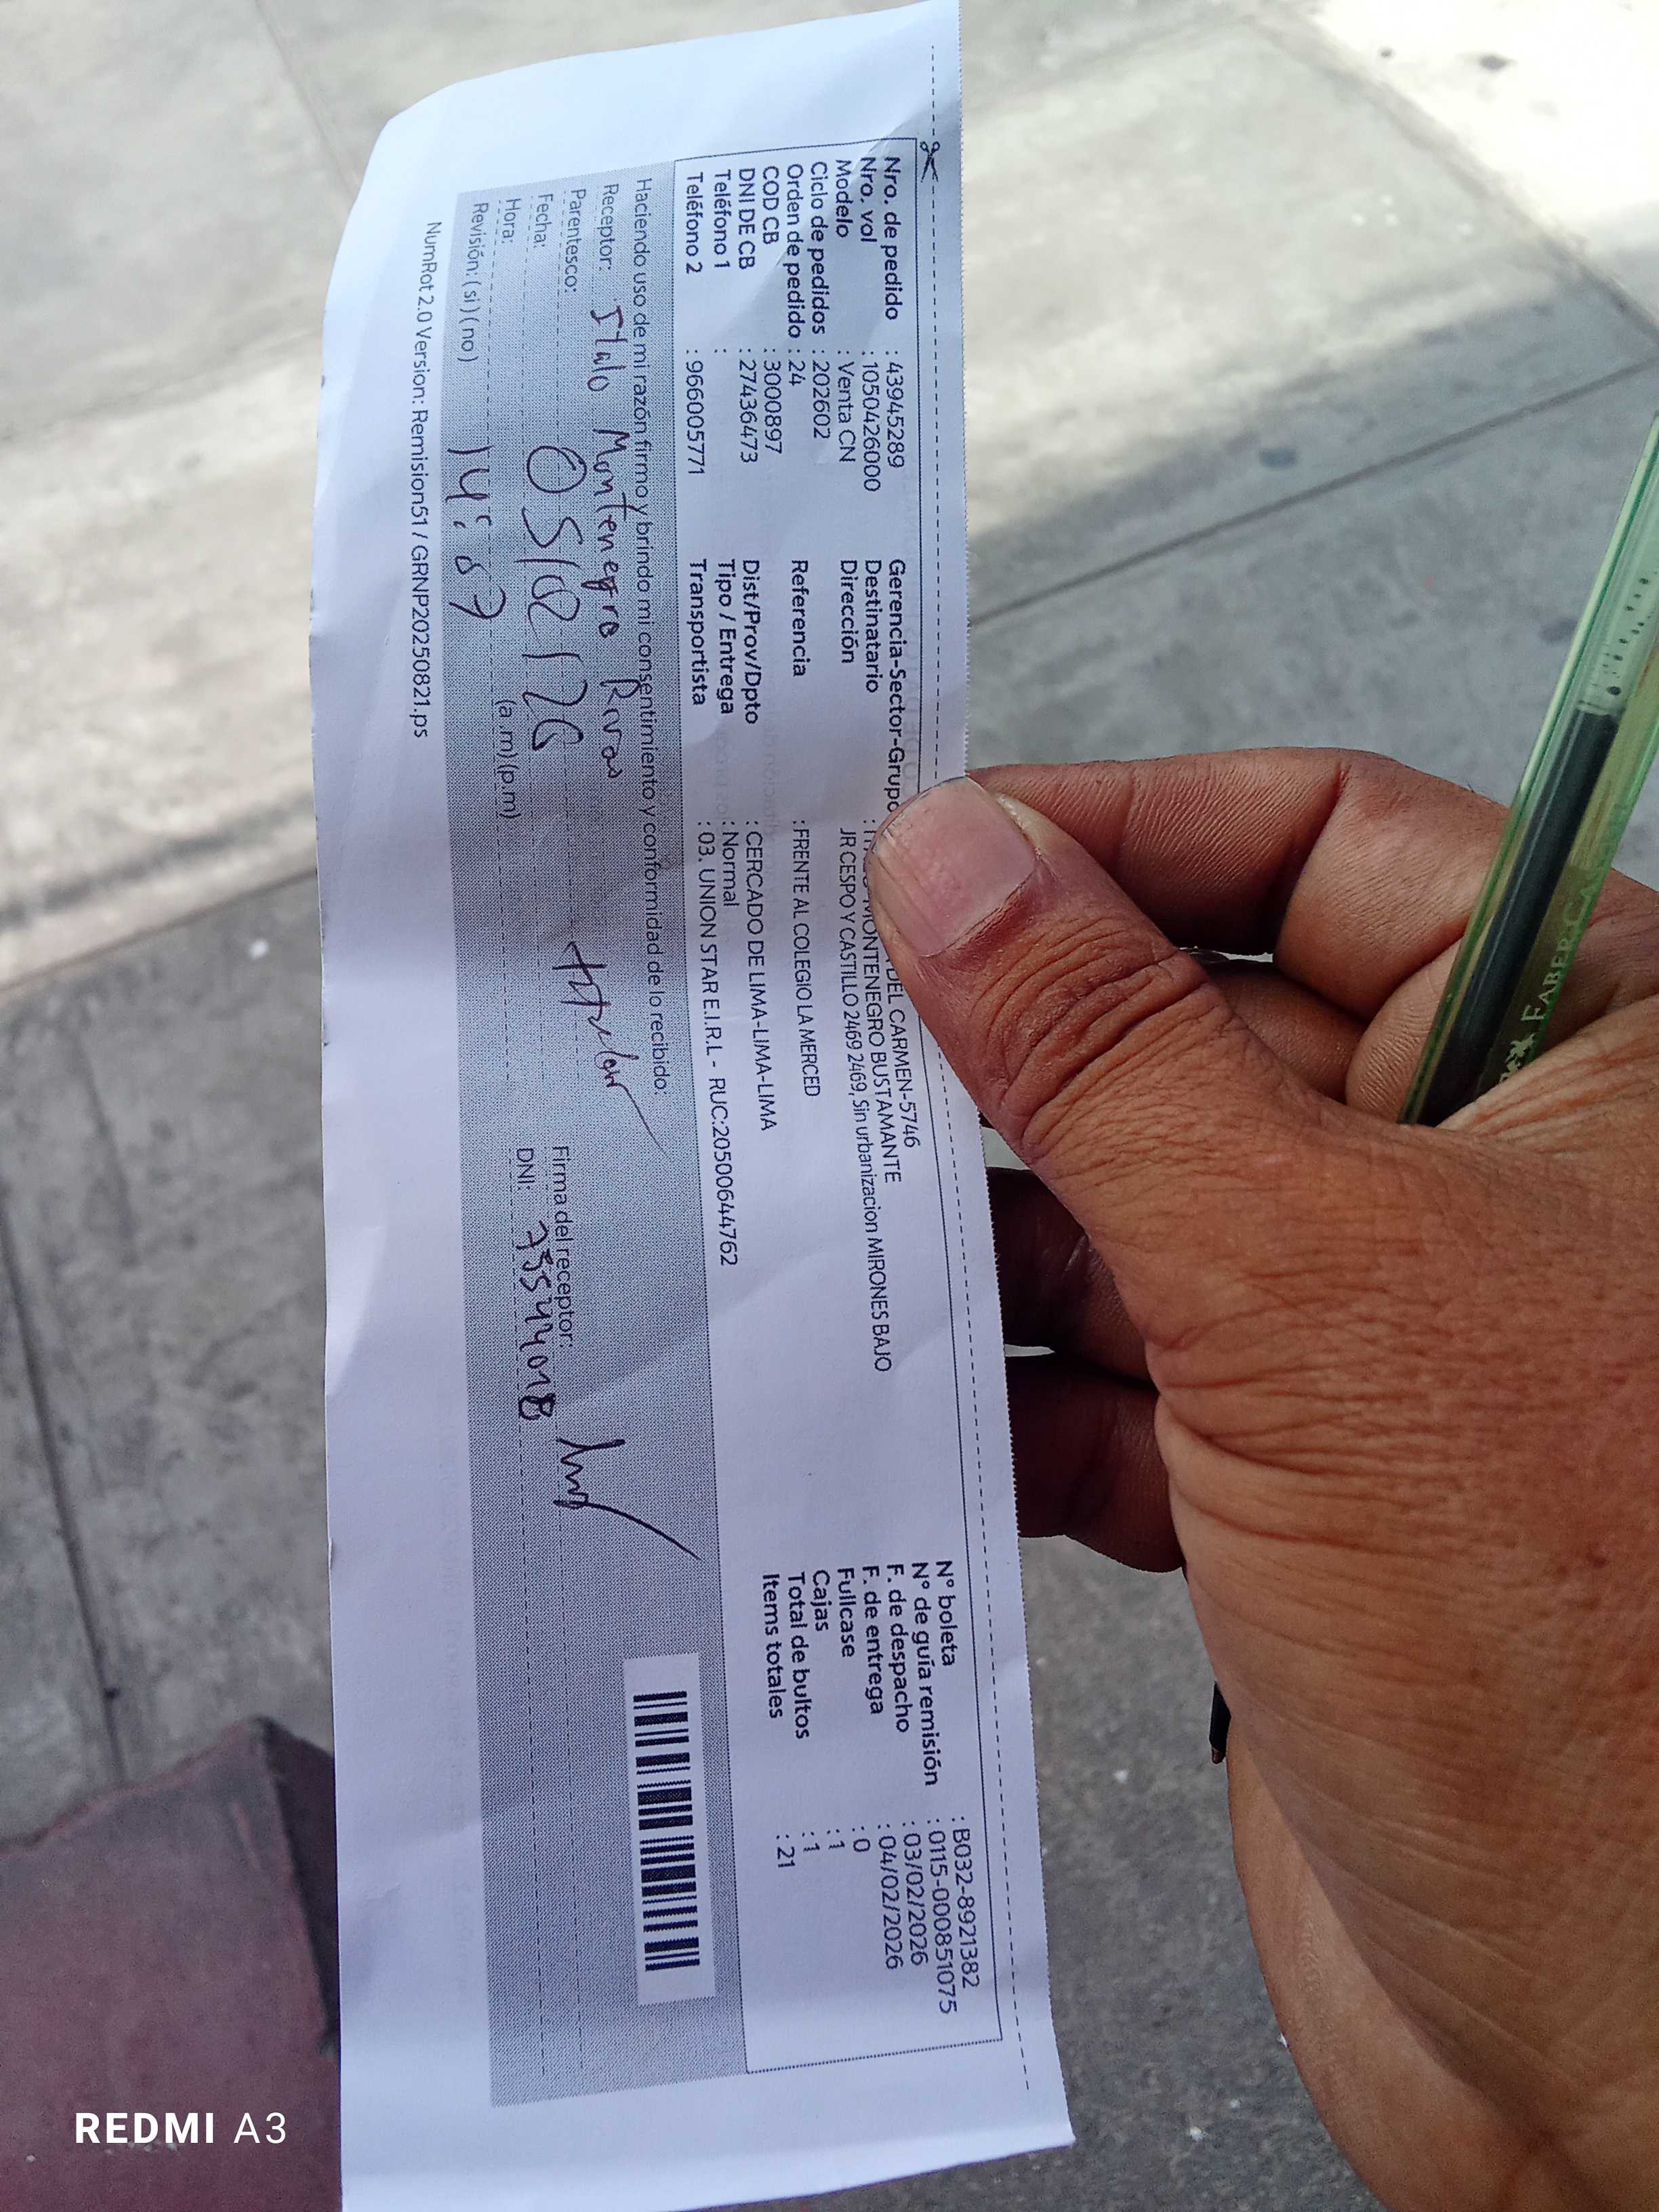 Nro. de pedido : 43945289
Nro. vol : 1050426000
Modelo : Venta CN
Ciclo de pedidos : 202602
Orden de pedido : 24
COD CB : 3000897
DNI DE CB : 27436473
Teléfono 1 :
Teléfono 2 : 966005771
Gerencia-Sector-Grupo DEL CARMEN-5746
Destinatario : MONTENEGRO BUSTAMANTE
Dirección JR CESPO Y CASTILLO 2469 2469, Sin urbanizacion MIRONES BAJO
Referencia : FRENTE AL COLEGIO LA MERCED
Dist/Prov/Dpto : CERCADO DE LIMA-LIMA-LIMA
Tipo / Entrega : Normal
Transportista : 03. UNION STAR E.I.R.L - RUC:20500644762
N° boleta : B032-8921382
N° de guía remisión : 0115-000851075
F. de despacho : 03/02/2026
F. de entrega : 04/02/2026
Fullcase : 0
Cajas : 1
Total de bultos : 1
Items totales : 21
Haciendo uso de mi razón firmo y brindo mi consentimiento y conformidad de lo recibido:
Receptor: Italo Montenegro Rivas
Parentesco:
Fecha: 05/02/26
Hora: 14:07 (a.m) (p.m)
Revisión: (si) (no)
Firma del receptor:
DNI: 73544018
NumRot 2.0 Version: Remision51 / GRNP20250821.ps
FABER CAS
REDMI A3